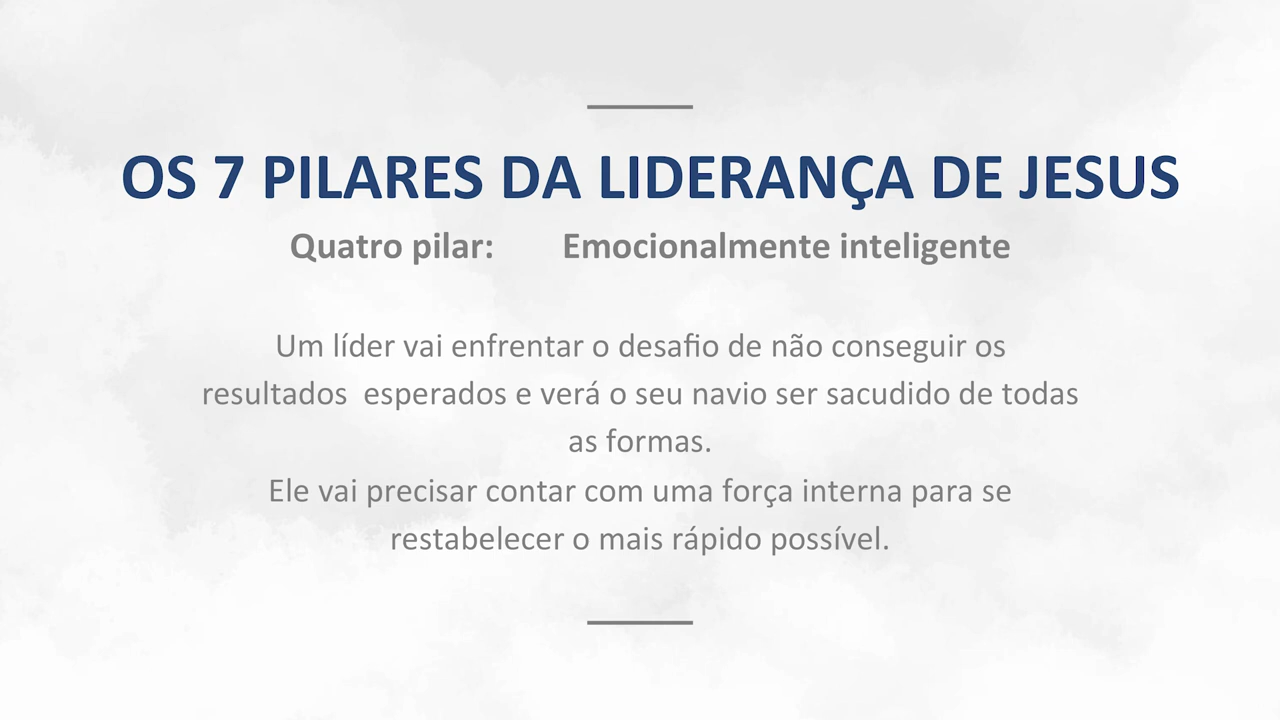 OS 7 PILARES DA LIDERANÇA DE JESUS
Quatro pilar: Emocionalmente inteligente
Um líder vai enfrentar o desafio de não conseguir os
resultados esperados e verá o seu navio ser sacudido de todas
as formas.
Ele vai precisar contar com uma força interna para se
restabelecer o mais rápido possível.